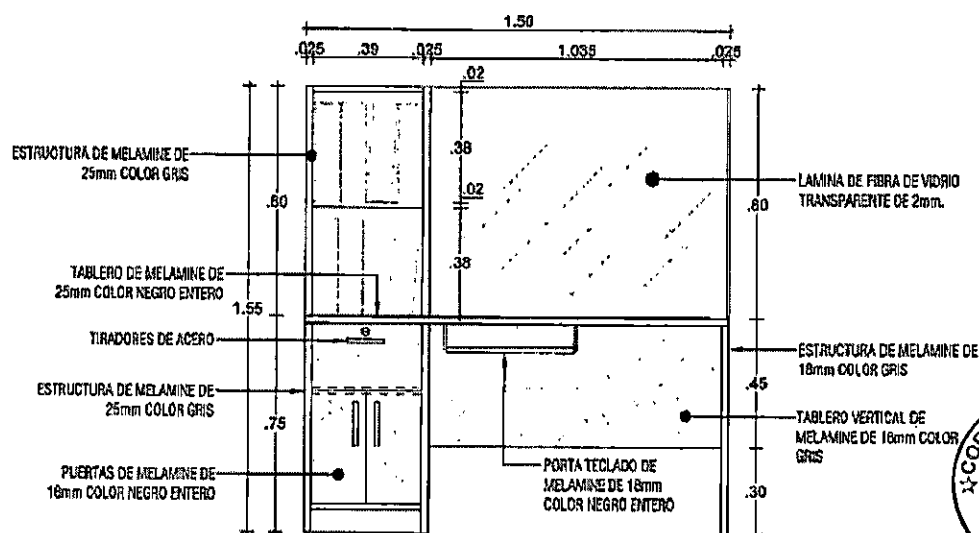 1.50
.025 .39 .025 1.035 .025
.02
ESTRUCTURA DE MELAMINE DE
25mm COLOR GRIS
.38
LAMINA DE FIBRA DE VIDRIO
TRANSPARENTE DE 2mm.
.80
.02
.80
.38
TABLERO DE MELAMINE DE
25mm COLOR NEGRO ENTERO
1.55
TIRADORES DE ACERO
ESTRUCTURA DE MELAMINE DE
18mm COLOR GRIS
ESTRUCTURA DE MELAMINE DE
25mm COLOR GRIS
.45
.75
TABLERO VERTICAL DE
MELAMINE DE 18mm COLOR
GRIS
PUERTAS DE MELAMINE DE
18mm COLOR NEGRO ENTERO
PORTA TECLADO DE
MELAMINE DE 18mm
COLOR NEGRO ENTERO
.30